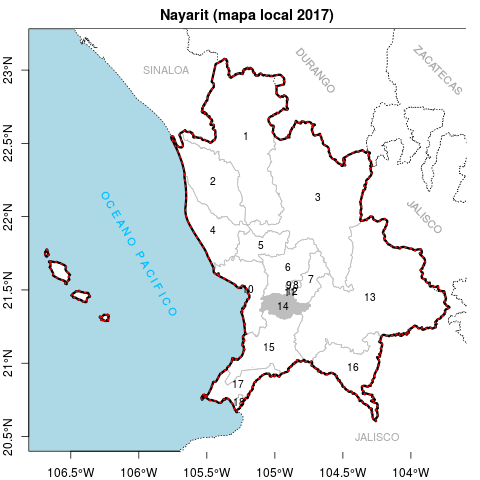 Nayarit (mapa local 2017)
23°N
22.5°N
22°N
21.5°N
21°N
20.5°N
SINALOA
DURANGO
ZACATECAS
JALISCO
OCEANO PACIFICO
1
2
3
4
5
6
7
9
8
12
10
13
14
15
16
17
18
JALISCO
106.5°W
106°W
105.5°W
105°W
104.5°W
104°W